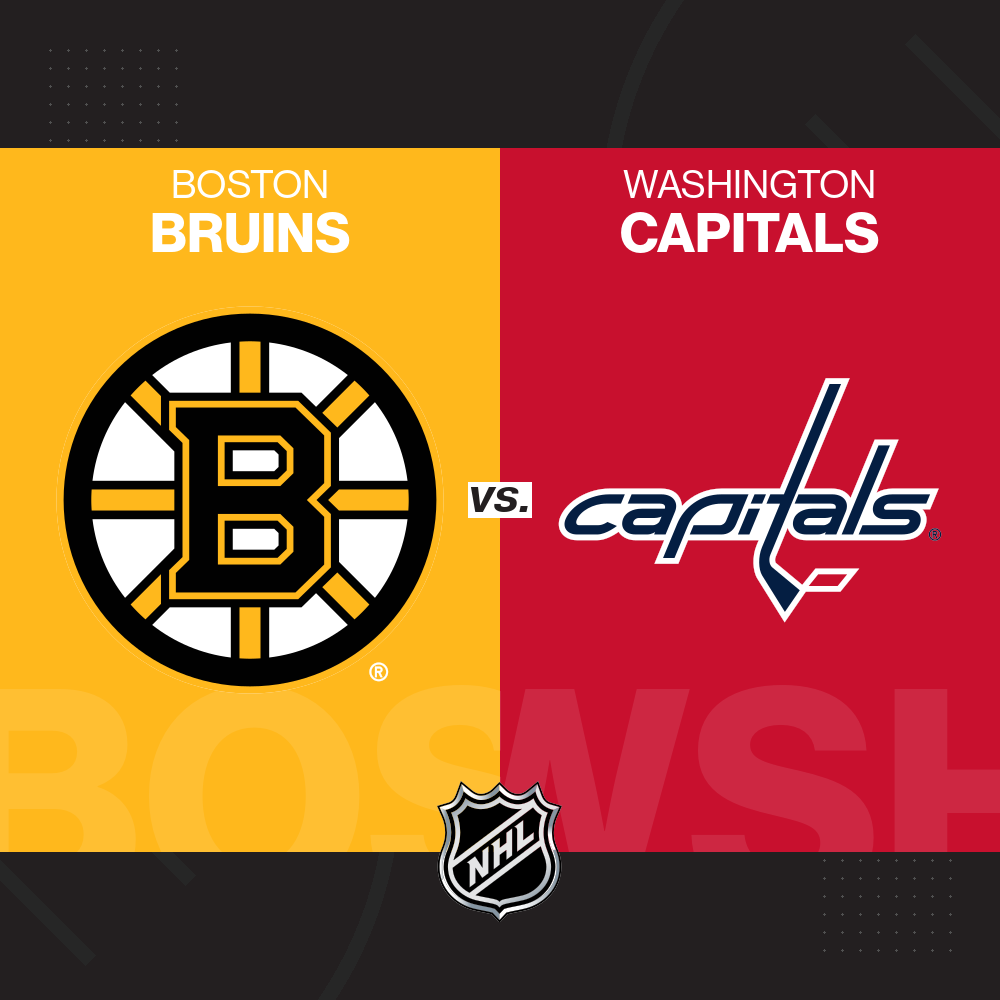 BOSTON
BRUINS
WASHINGTON
CAPITALS
B
vs.
capitals
®
®
BOS
WSH
NHL